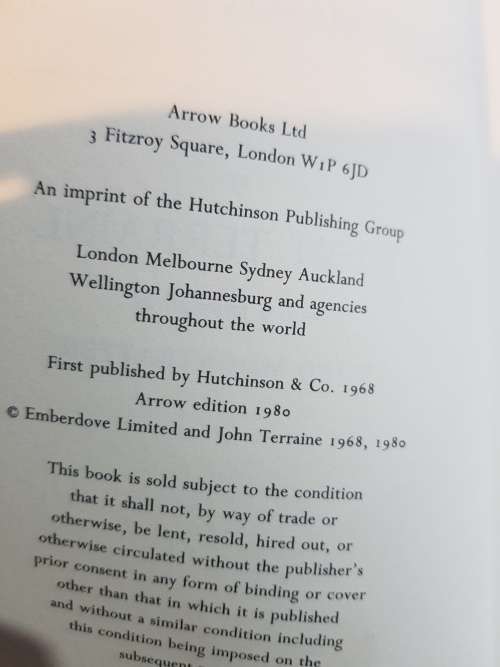 Arrow Books Ltd
3 Fitzroy Square, London W1P 6JD
An imprint of the Hutchinson Publishing Group
London Melbourne Sydney Auckland
Wellington Johannesburg and agencies
throughout the world
First published by Hutchinson & Co. 1968
Arrow edition 1980
© Emberdove Limited and John Terraine 1968, 1980
This book is sold subject to the condition
that it shall not, by way of trade or
otherwise, be lent, resold, hired out, or
otherwise circulated without the publisher's
prior consent in any form of binding or cover
other than that in which it is published
and without a similar condition including
this condition being imposed on the
subsequent